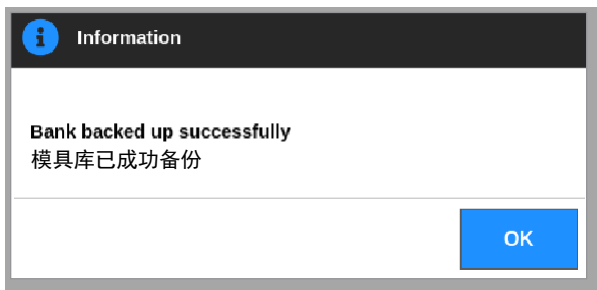 Information
Bank backed up successfully
模具库已成功备份
OK